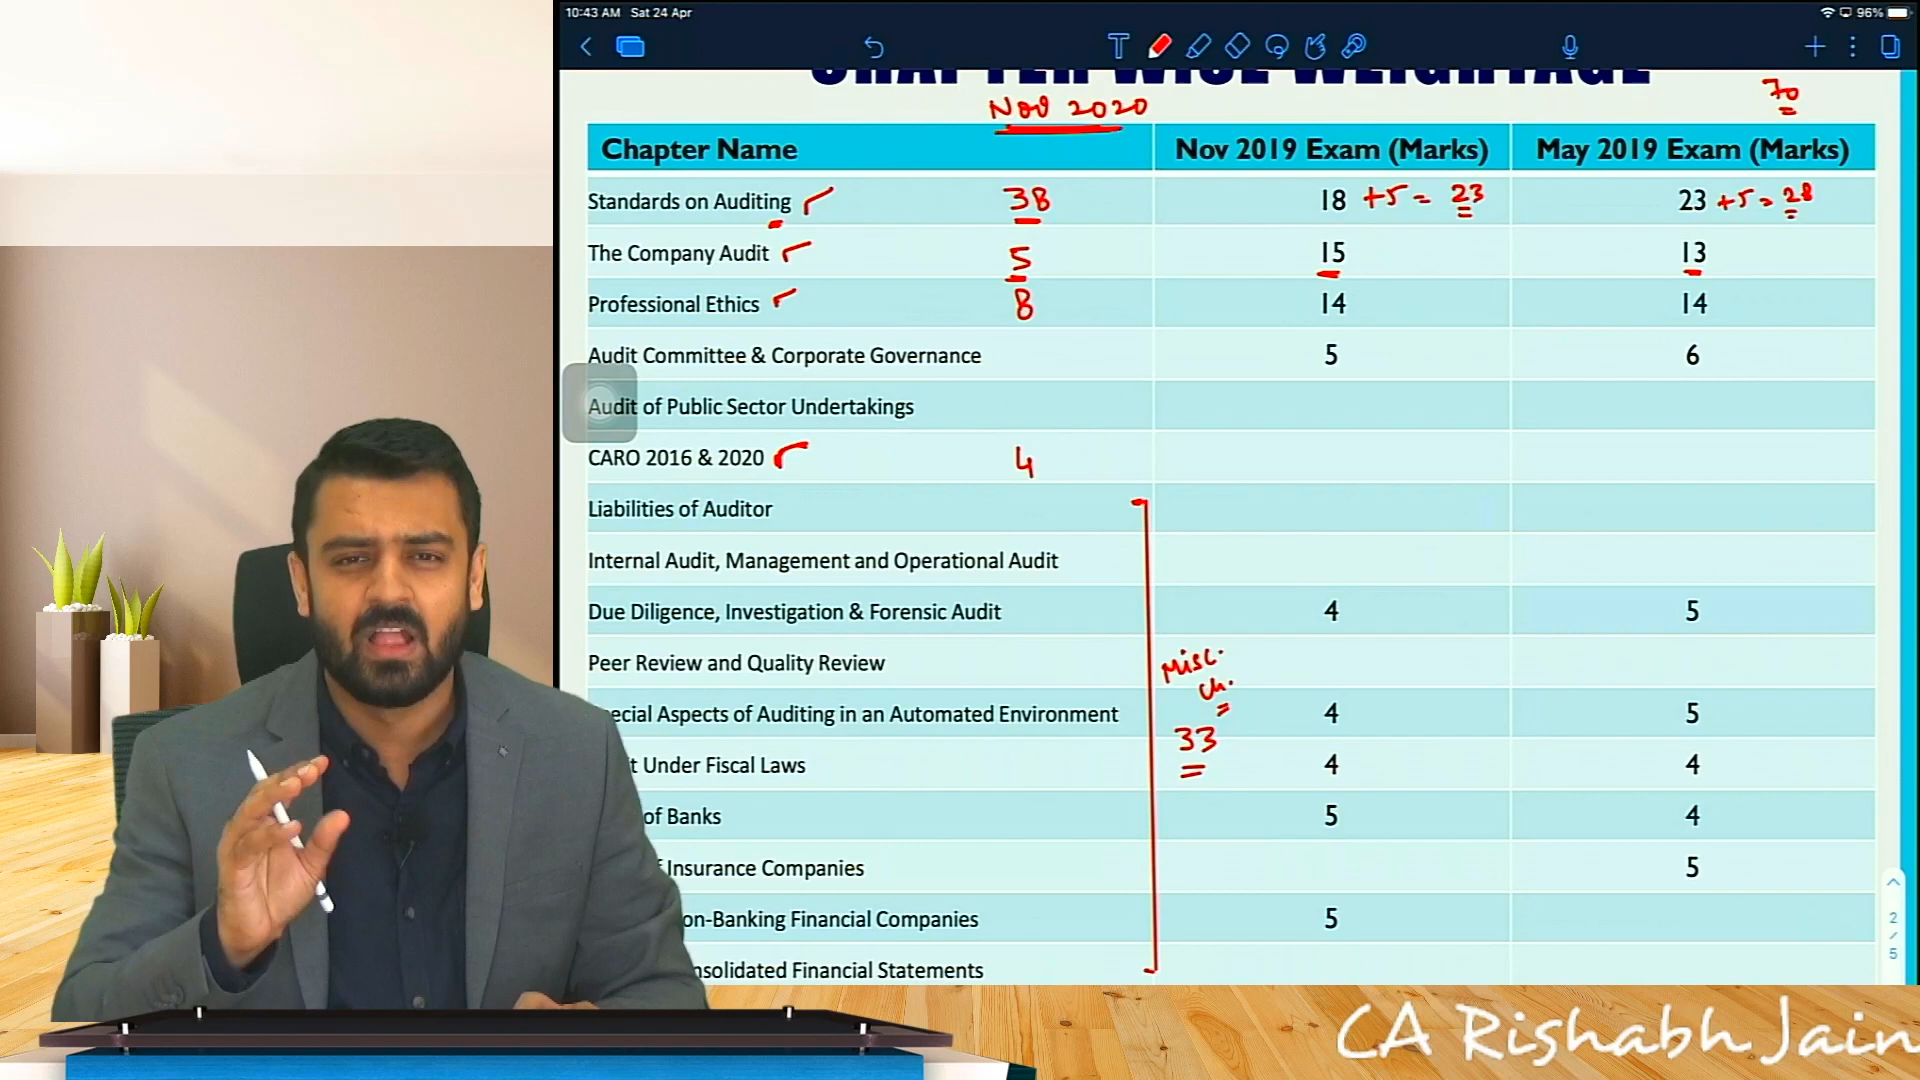 10:43 AM Sat 24 Apr 96%
CHAPTER WISE WEIGHTAGE
Nov 2020 70
Chapter Name Nov 2019 Exam (Marks) May 2019 Exam (Marks)
Standards on Auditing 38 18 +5 = 23 23 +5 = 28
The Company Audit 5 15 13
Professional Ethics 8 14 14
Audit Committee & Corporate Governance 5 6
Audit of Public Sector Undertakings
CARO 2016 & 2020 4
Liabilities of Auditor
Internal Audit, Management and Operational Audit
Due Diligence, Investigation & Forensic Audit 4 5
Peer Review and Quality Review
Misc.
ch.
ecial Aspects of Auditing in an Automated Environment 4 5
33
t Under Fiscal Laws 4 4
of Banks 5 4
Insurance Companies 5
on-Banking Financial Companies 5
nsolidated Financial Statements
2
/
5
CA Rishabh Jain